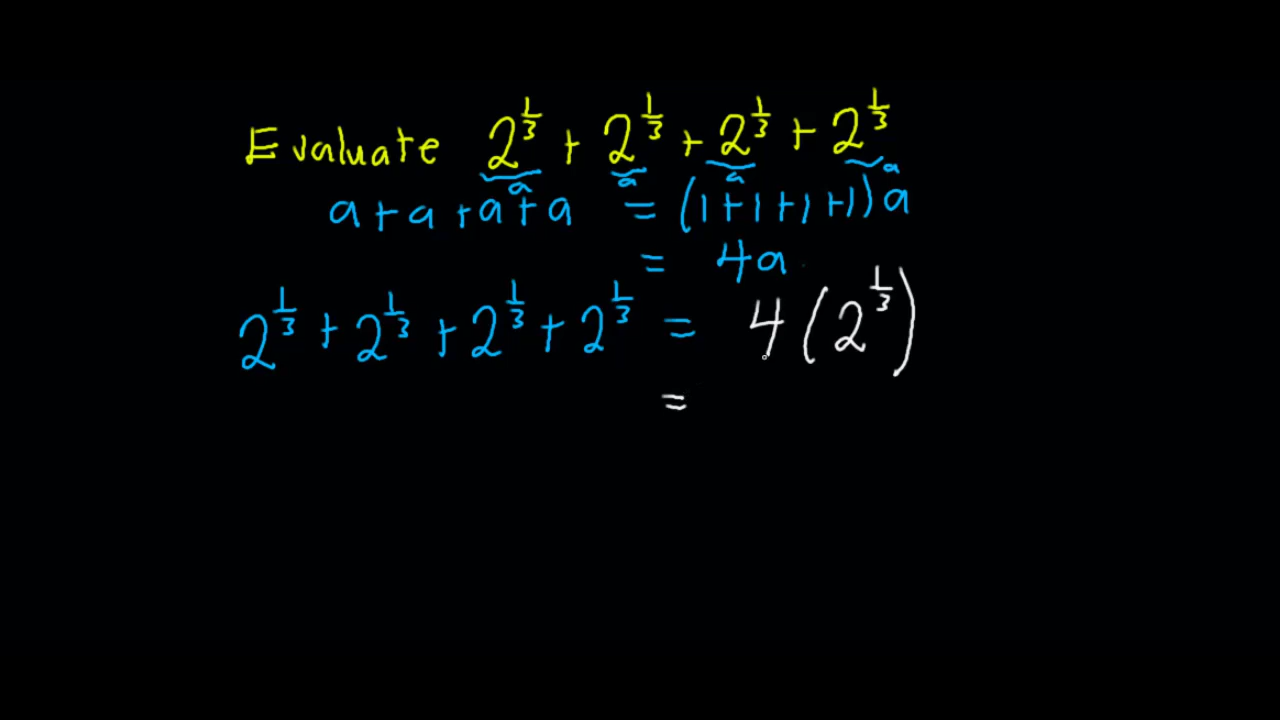 Evaluate 2^(1/3) + 2^(1/3) + 2^(1/3) + 2^(1/3)
a a a a
a + a + a + a = (1+1+1+1)a
= 4a
2^(1/3) + 2^(1/3) + 2^(1/3) + 2^(1/3) = 4(2^(1/3))
=